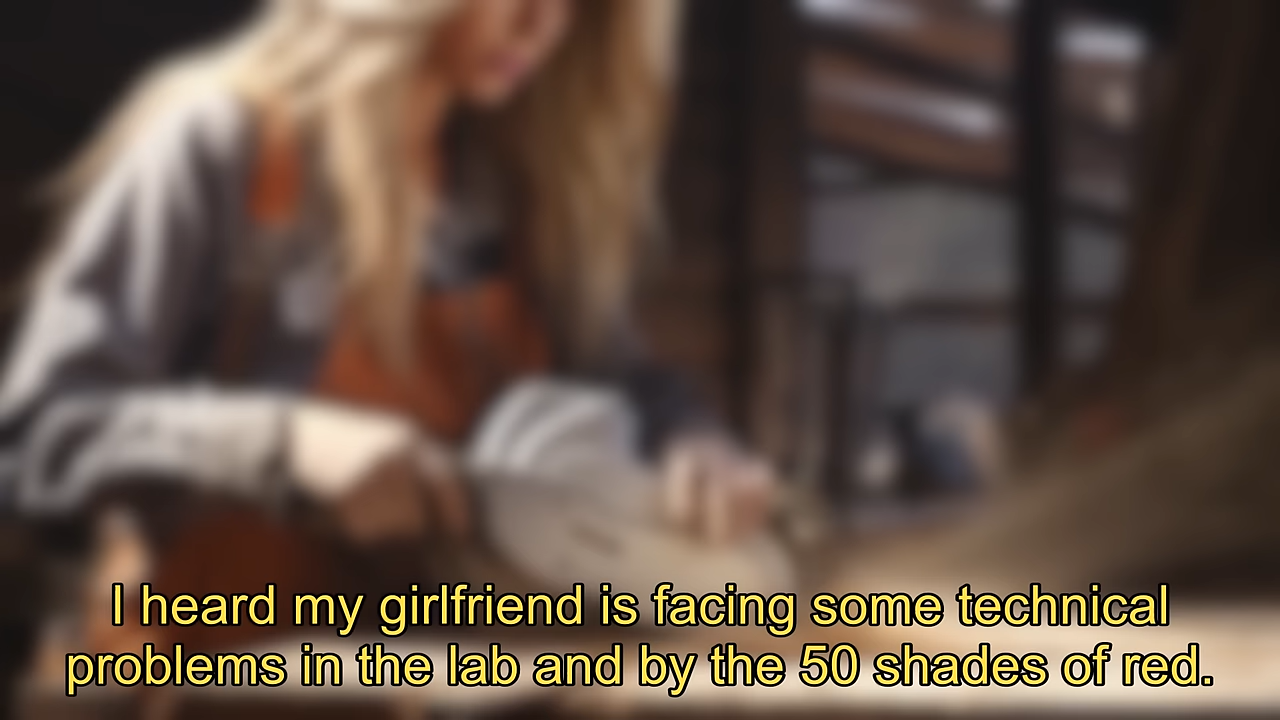 I heard my girlfriend is facing some technical
problems in the lab and by the 50 shades of red.